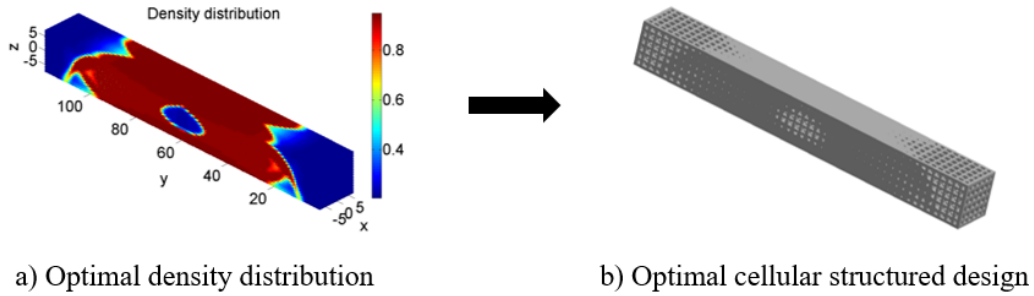 Density distribution
5
0
-5
z
100
80
60
40
20
y
-5
0
5
x
0.8
0.6
0.4
a) Optimal density distribution
b) Optimal cellular structured design